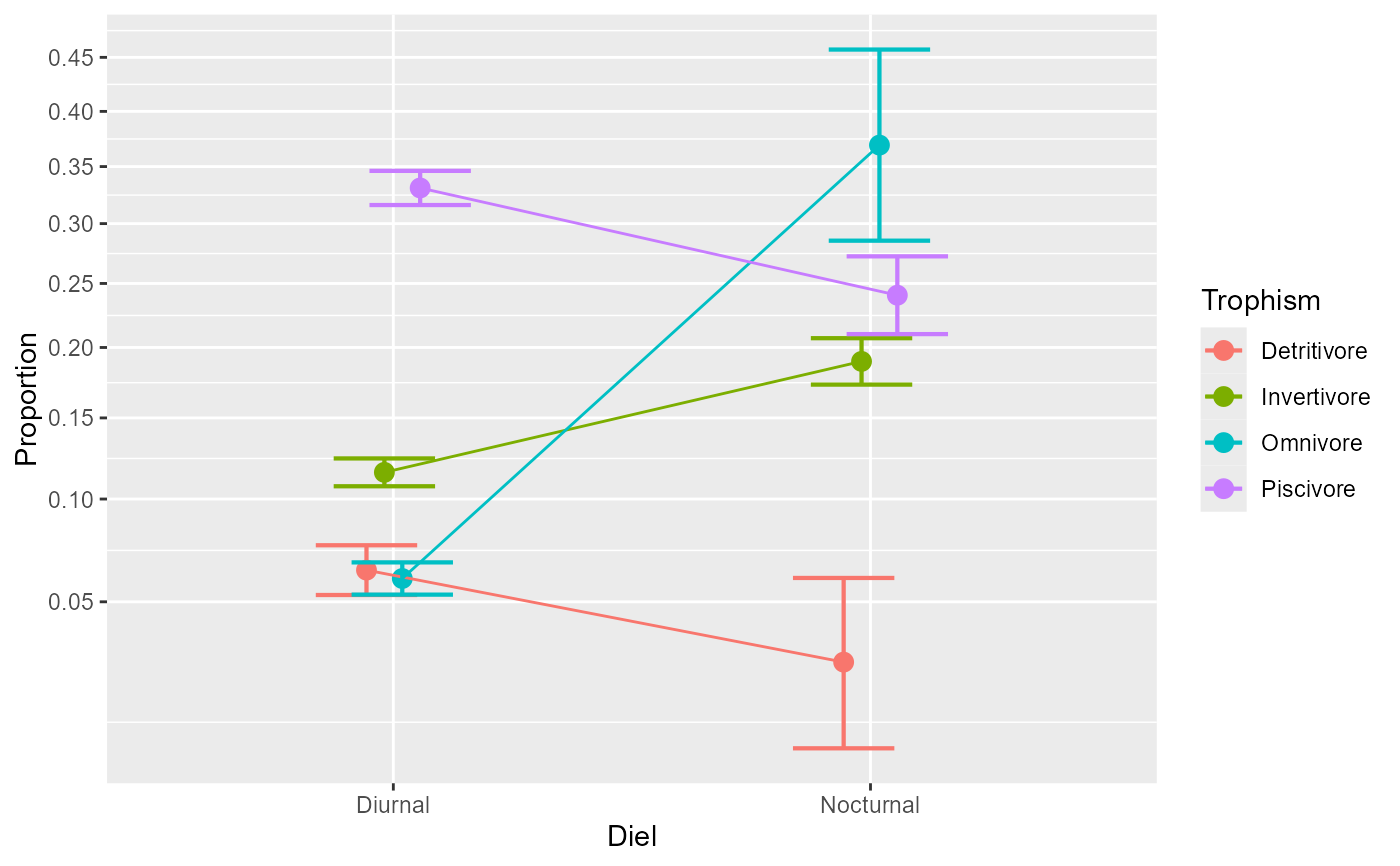 Proportion
0.45
0.40
0.35
0.30
0.25
0.20
0.15
0.10
0.05
Diurnal
Nocturnal
Diel
Trophism
Detritivore
Invertivore
Omnivore
Piscivore